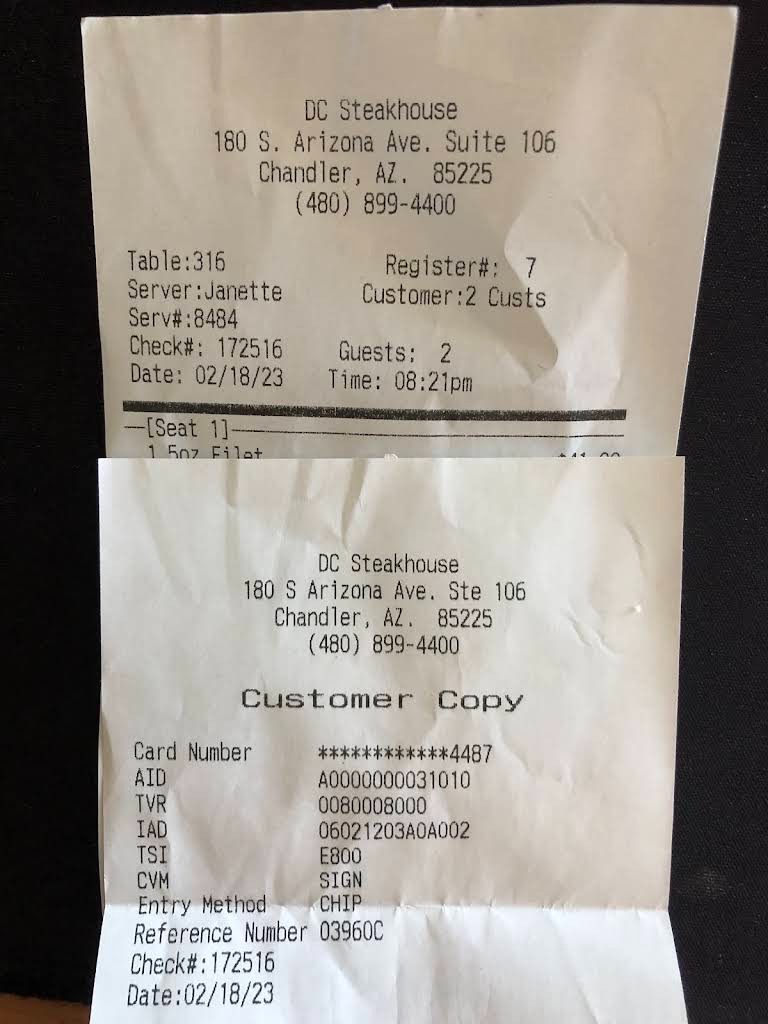 DC Steakhouse
180 S. Arizona Ave. Suite 106
Chandler, AZ. 85225
(480) 899-4400
Table:316 Register#: 7
Server:Janette Customer:2 Custs
Serv#:8484
Check#: 172516 Guests: 2
Date: 02/18/23 Time: 08:21pm
[Seat 1]
1 5oz Filet
DC Steakhouse
180 S Arizona Ave. Ste 106
Chandler, AZ. 85225
(480) 899-4400
Customer Copy
Card Number ************4487
AID A0000000031010
TVR 0080008000
IAD 06021203A0A002
TSI E800
CVM SIGN
Entry Method CHIP
Reference Number 03960C
Check#:172516
Date:02/18/23